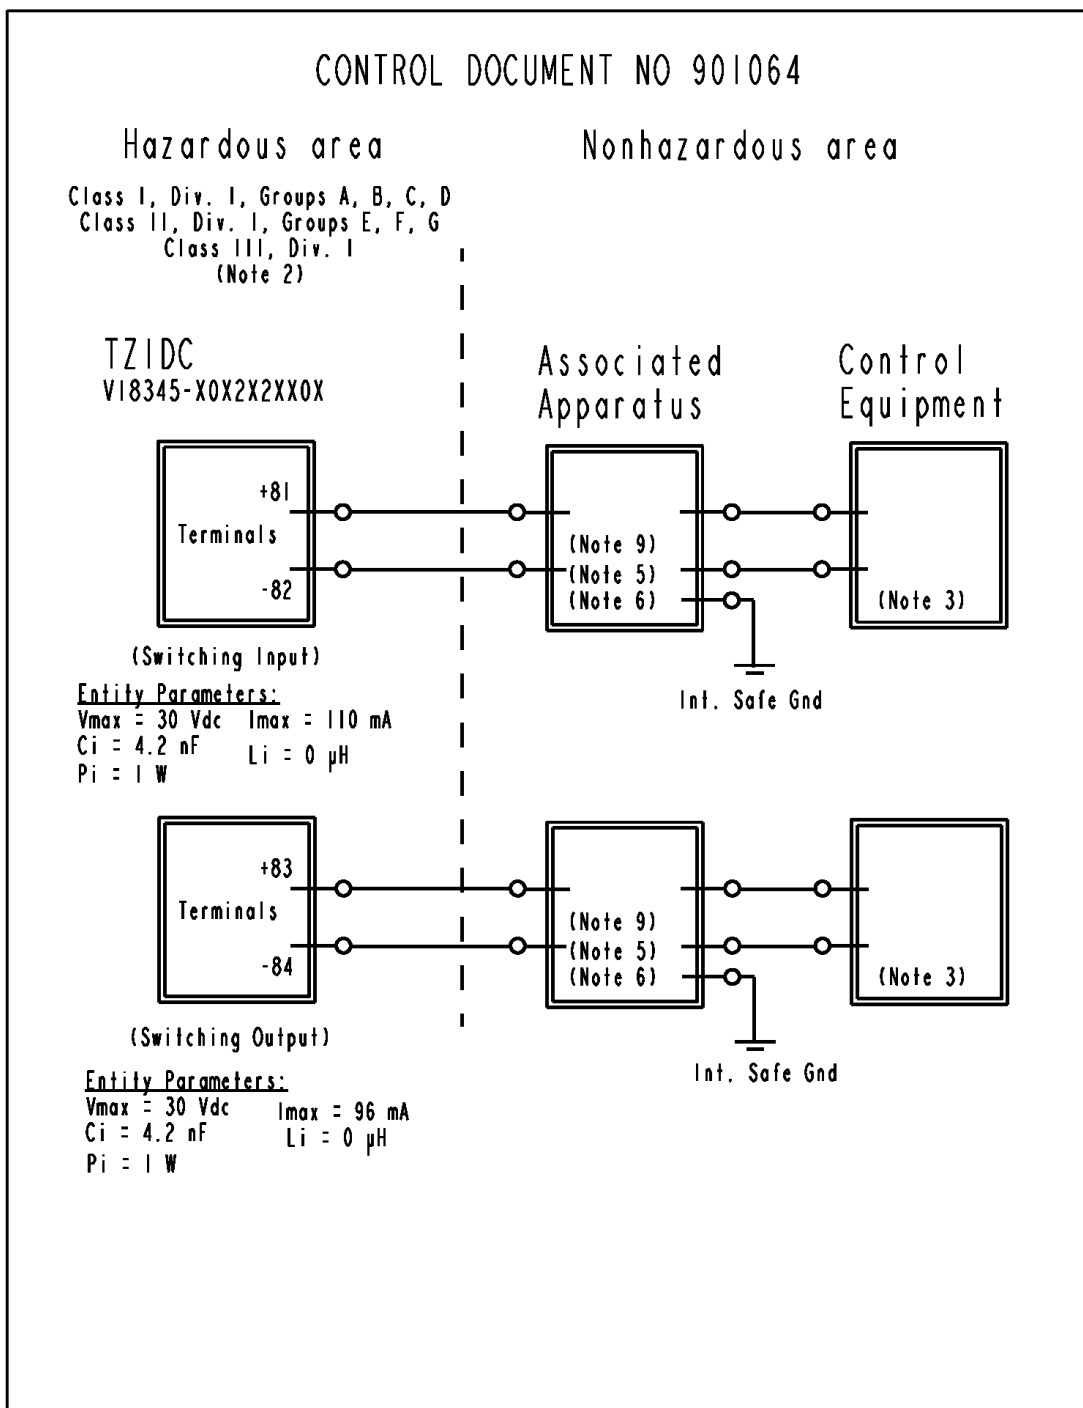 CONTROL DOCUMENT NO 901064
Hazardous area
Nonhazardous area
Class I, Div. 1, Groups A, B, C, D
Class II, Div. 1, Groups E, F, G
Class III, Div. 1
(Note 2)
TZIDC
V18345-X0X2X2XX0X
Associated
Apparatus
Control
Equipment
+81
Terminals
-82
(Note 9)
(Note 5)
(Note 6)
(Note 3)
(Switching Input)
Int. Safe Gnd
Entity Parameters:
Vmax = 30 Vdc Imax = 110 mA
Ci = 4.2 nF Li = 0 µH
Pi = 1 W
+83
Terminals
-84
(Note 9)
(Note 5)
(Note 6)
(Note 3)
(Switching Output)
Int. Safe Gnd
Entity Parameters:
Vmax = 30 Vdc Imax = 96 mA
Ci = 4.2 nF Li = 0 µH
Pi = 1 W